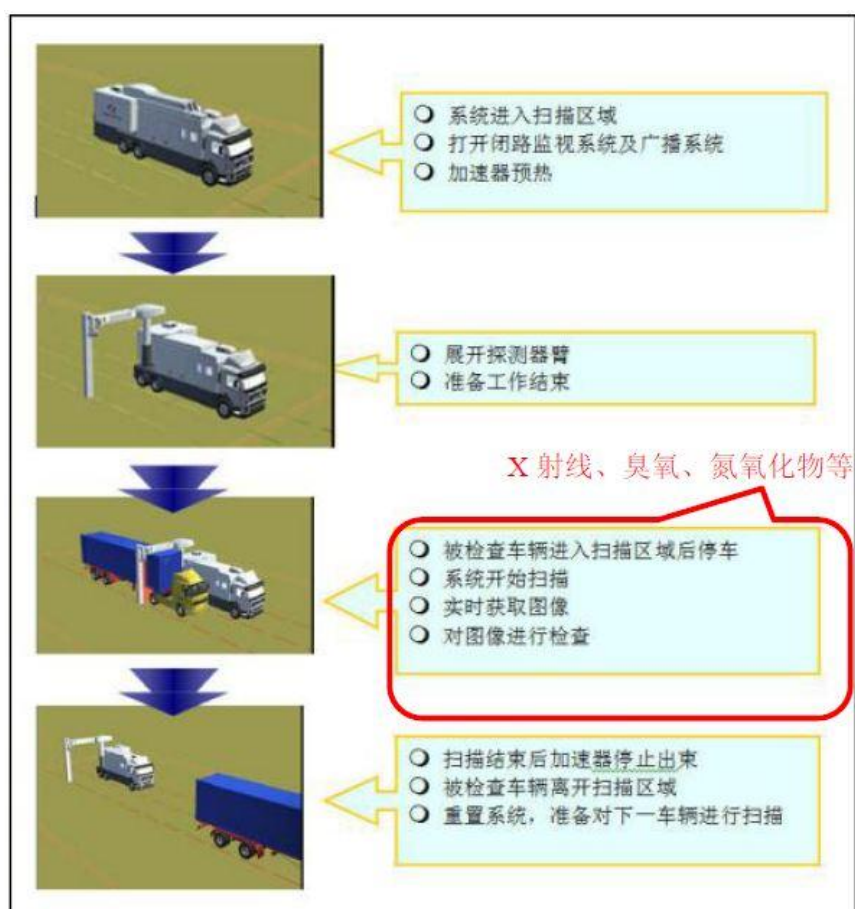 系统进入扫描区域
打开闭路监视系统及广播系统
加速器预热
展开探测器臂
准备工作结束
X 射线、臭氧、氮氧化物等
被检查车辆进入扫描区域后停车
系统开始扫描
实时获取图像
对图像进行检查
扫描结束后加速器停止出束
被检查车辆离开扫描区域
重置系统，准备对下一车辆进行扫描